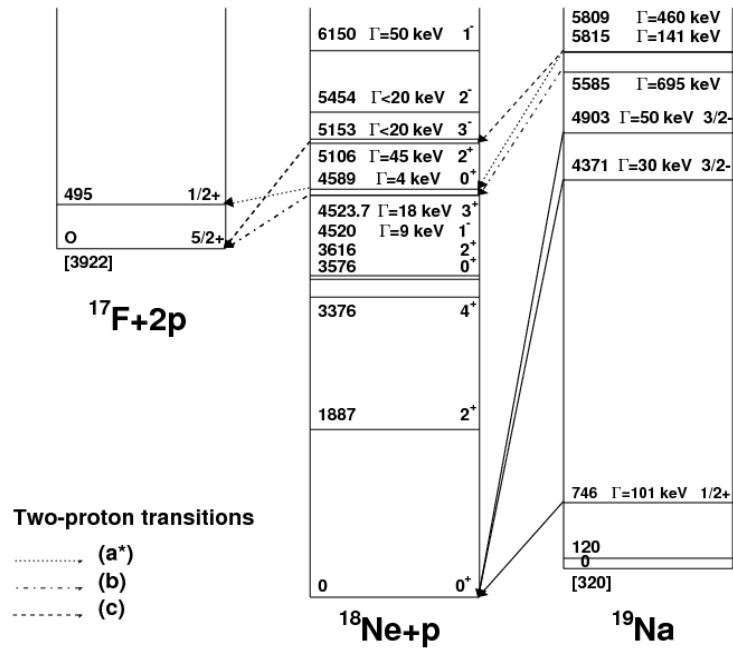 495 1/2+
O 5/2+
[3922]
17F+2p
6150 Γ=50 keV 1-
5454 Γ<20 keV 2-
5153 Γ<20 keV 3-
5106 Γ=45 keV 2+
4589 Γ=4 keV 0+
4523.7 Γ=18 keV 3+
4520 Γ=9 keV 1-
3616 2+
3576 0+
3376 4+
1887 2+
0 0+
18Ne+p
5809 Γ=460 keV
5815 Γ=141 keV
5585 Γ=695 keV
4903 Γ=50 keV 3/2-
4371 Γ=30 keV 3/2-
746 Γ=101 keV 1/2+
120
0
[320]
19Na
Two-proton transitions
(a*)
(b)
(c)